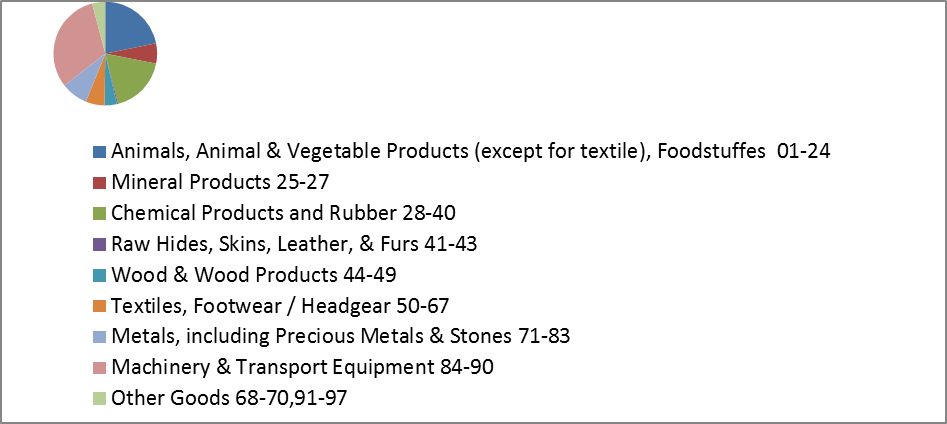 Animals, Animal & Vegetable Products (except for textile), Foodstuffes  01-24
Mineral Products 25-27
Chemical Products and Rubber 28-40
Raw Hides, Skins, Leather, & Furs 41-43
Wood & Wood Products 44-49
Textiles, Footwear / Headgear 50-67
Metals, including Precious Metals & Stones 71-83
Machinery & Transport Equipment 84-90
Other Goods 68-70,91-97